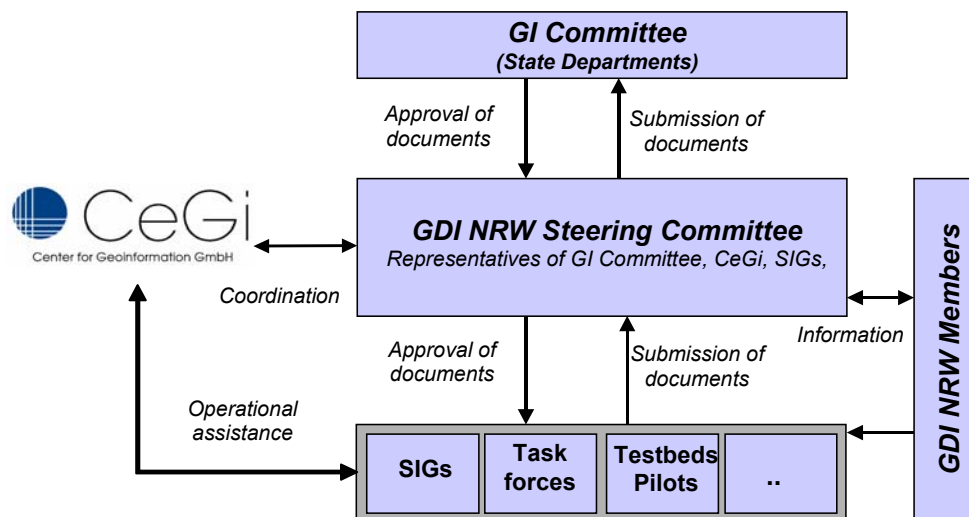 GI Committee
(State Departments)
Approval of
documents
Submission of
documents
CeGi
Center for Geoinformation GmbH
GDI NRW Steering Committee
Representatives of GI Committee, CeGi, SIGs,
Coordination
GDI NRW Members
Information
Approval of
documents
Submission of
documents
Operational
assistance
SIGs
Task
forces
Testbeds
Pilots
..